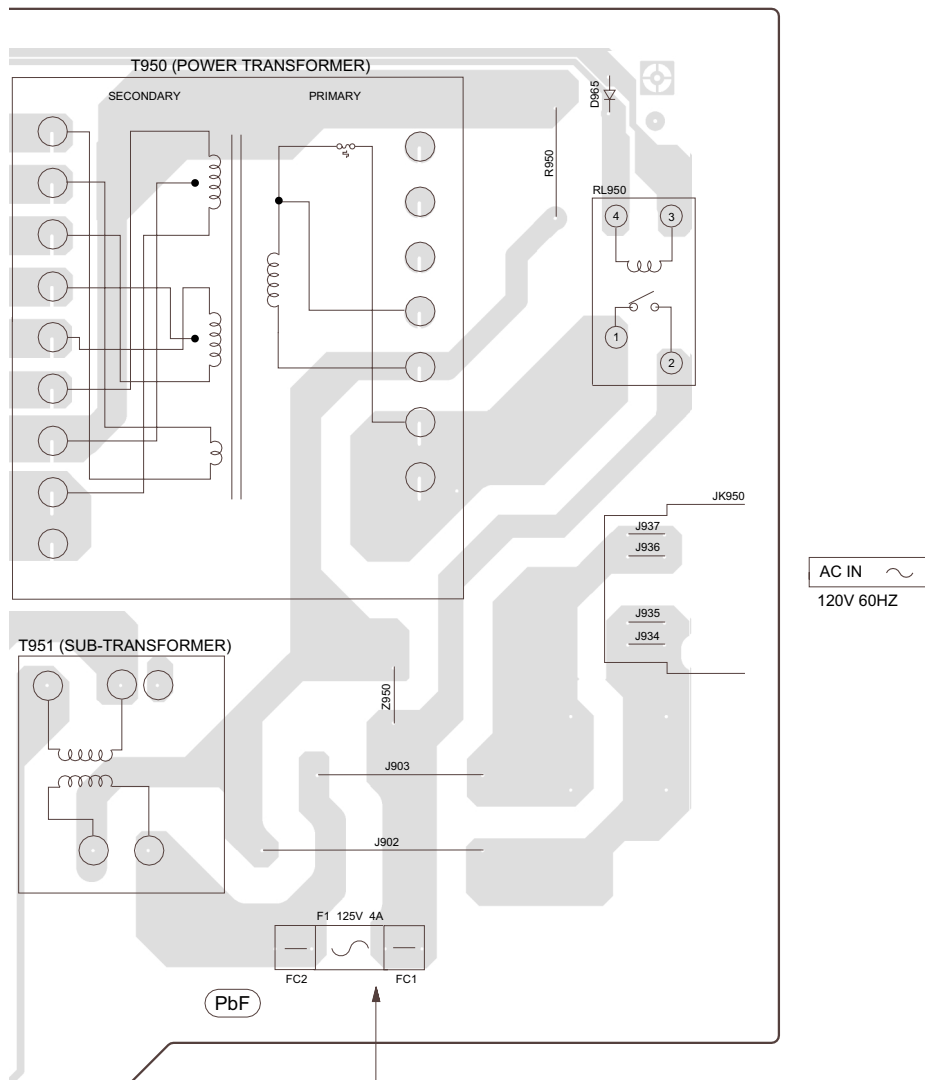 T950 (POWER TRANSFORMER)
SECONDARY
PRIMARY
D965
R950
RL950
4
3
1
2
JK950
J937
J936
AC IN
120V 60HZ
J935
J934
T951 (SUB-TRANSFORMER)
Z950
J903
J902
F1 125V 4A
FC2
FC1
PbF